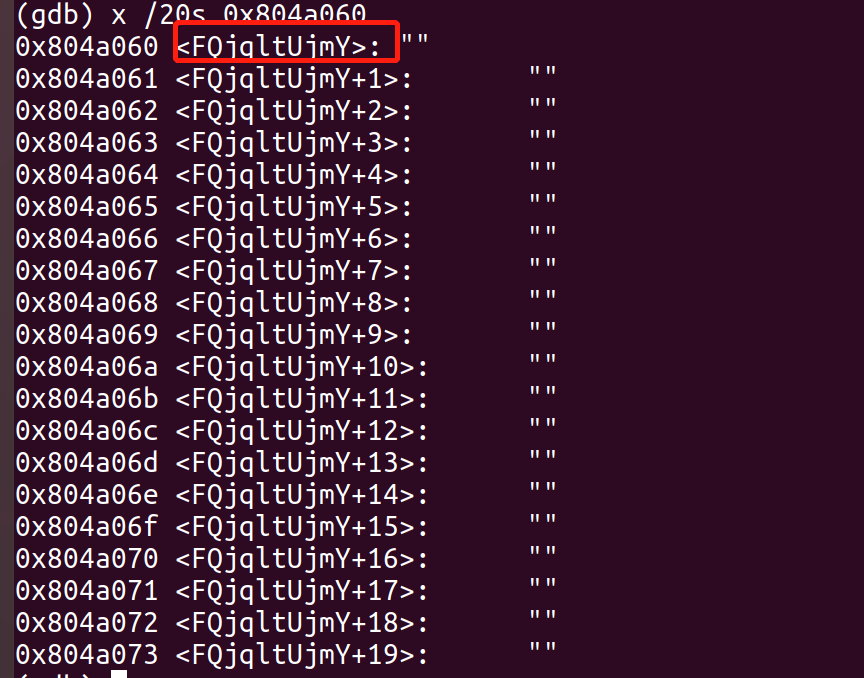 (gdb) x /20s 0x804a060
0x804a060 <FQjqltUjmY>: ""
0x804a061 <FQjqltUjmY+1>: ""
0x804a062 <FQjqltUjmY+2>: ""
0x804a063 <FQjqltUjmY+3>: ""
0x804a064 <FQjqltUjmY+4>: ""
0x804a065 <FQjqltUjmY+5>: ""
0x804a066 <FQjqltUjmY+6>: ""
0x804a067 <FQjqltUjmY+7>: ""
0x804a068 <FQjqltUjmY+8>: ""
0x804a069 <FQjqltUjmY+9>: ""
0x804a06a <FQjqltUjmY+10>: ""
0x804a06b <FQjqltUjmY+11>: ""
0x804a06c <FQjqltUjmY+12>: ""
0x804a06d <FQjqltUjmY+13>: ""
0x804a06e <FQjqltUjmY+14>: ""
0x804a06f <FQjqltUjmY+15>: ""
0x804a070 <FQjqltUjmY+16>: ""
0x804a071 <FQjqltUjmY+17>: ""
0x804a072 <FQjqltUjmY+18>: ""
0x804a073 <FQjqltUjmY+19>: ""
(gdb)